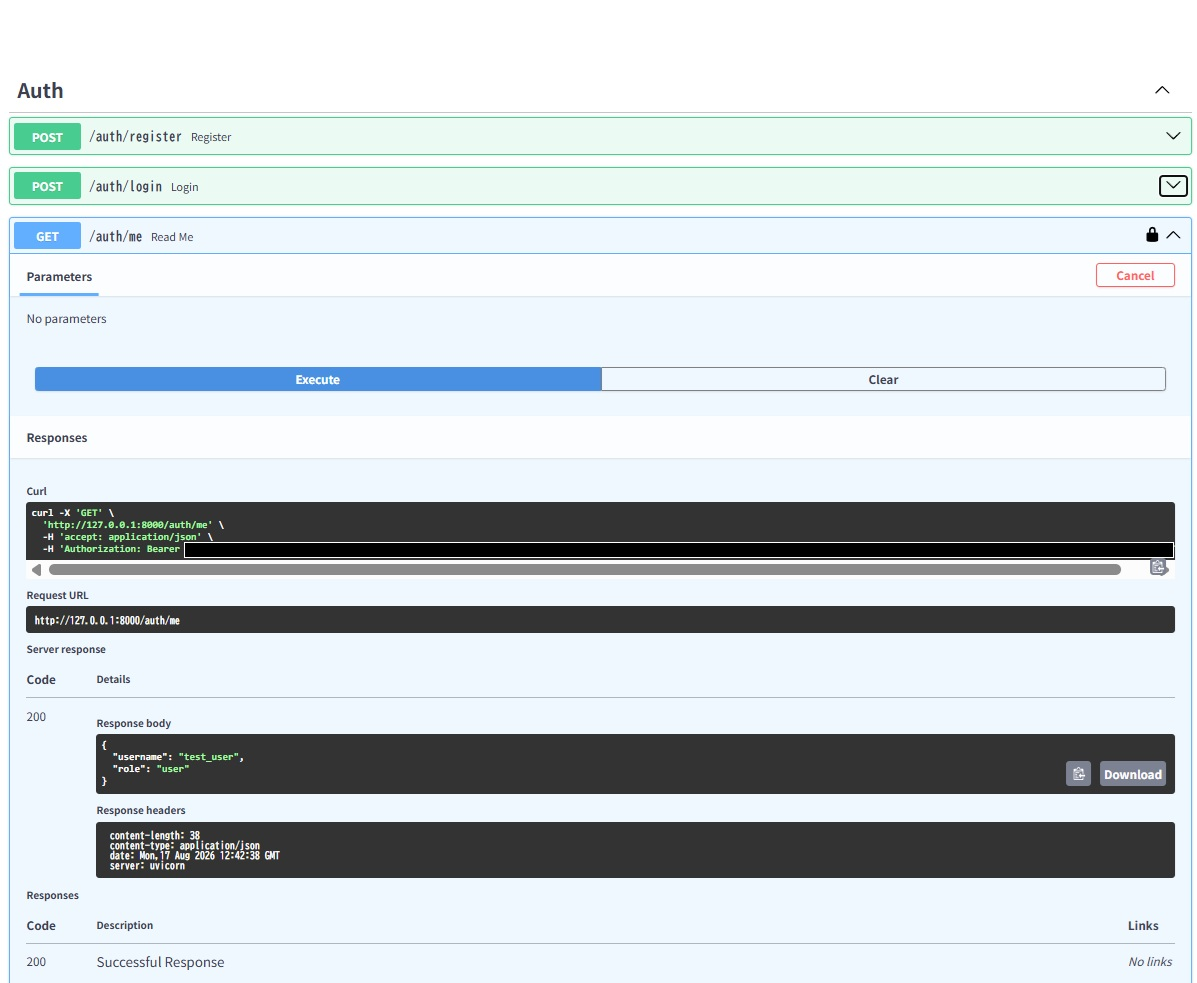 Auth
POST /auth/register Register
POST /auth/login Login
GET /auth/me Read Me
Parameters Cancel
No parameters
Execute Clear
Responses
Curl
curl -X 'GET' \
'http://127.0.0.1:8000/auth/me' \
-H 'accept: application/json' \
-H 'Authorization: Bearer
Request URL
http://127.0.0.1:8000/auth/me
Server response
Code Details
200
Response body
{
"username": "test_user",
"role": "user"
}
Download
Response headers
content-length: 38
content-type: application/json
date: Mon,17 Aug 2026 12:42:38 GMT
server: uvicorn
Responses
Code Description Links
200 Successful Response No links